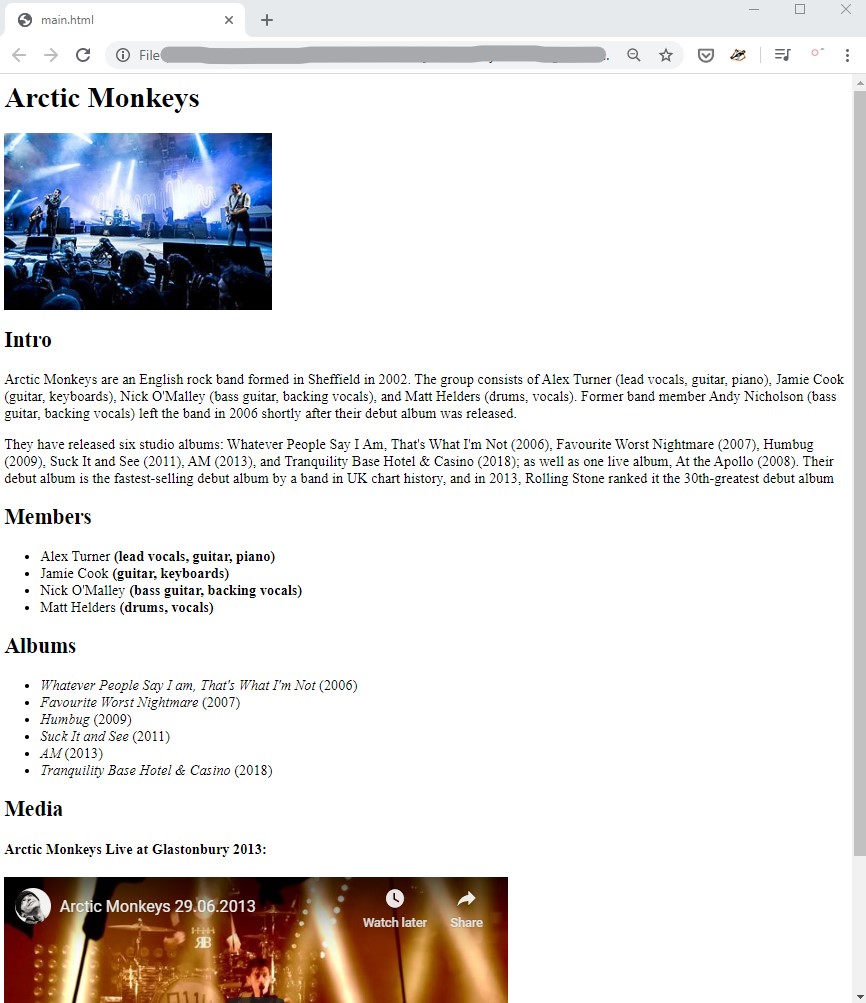 main.html
File
Arctic Monkeys
Intro
Arctic Monkeys are an English rock band formed in Sheffield in 2002. The group consists of Alex Turner (lead vocals, guitar, piano), Jamie Cook
(guitar, keyboards), Nick O'Malley (bass guitar, backing vocals), and Matt Helders (drums, vocals). Former band member Andy Nicholson (bass
guitar, backing vocals) left the band in 2006 shortly after their debut album was released.
They have released six studio albums: Whatever People Say I Am, That's What I'm Not (2006), Favourite Worst Nightmare (2007), Humbug
(2009), Suck It and See (2011), AM (2013), and Tranquility Base Hotel & Casino (2018); as well as one live album, At the Apollo (2008). Their
debut album is the fastest-selling debut album by a band in UK chart history, and in 2013, Rolling Stone ranked it the 30th-greatest debut album
Members
• Alex Turner (lead vocals, guitar, piano)
• Jamie Cook (guitar, keyboards)
• Nick O'Malley (bass guitar, backing vocals)
• Matt Helders (drums, vocals)
Albums
• Whatever People Say I am, That's What I'm Not (2006)
• Favourite Worst Nightmare (2007)
• Humbug (2009)
• Suck It and See (2011)
• AM (2013)
• Tranquility Base Hotel & Casino (2018)
Media
Arctic Monkeys Live at Glastonbury 2013:
Arctic Monkeys 29.06.2013
Watch later
Share